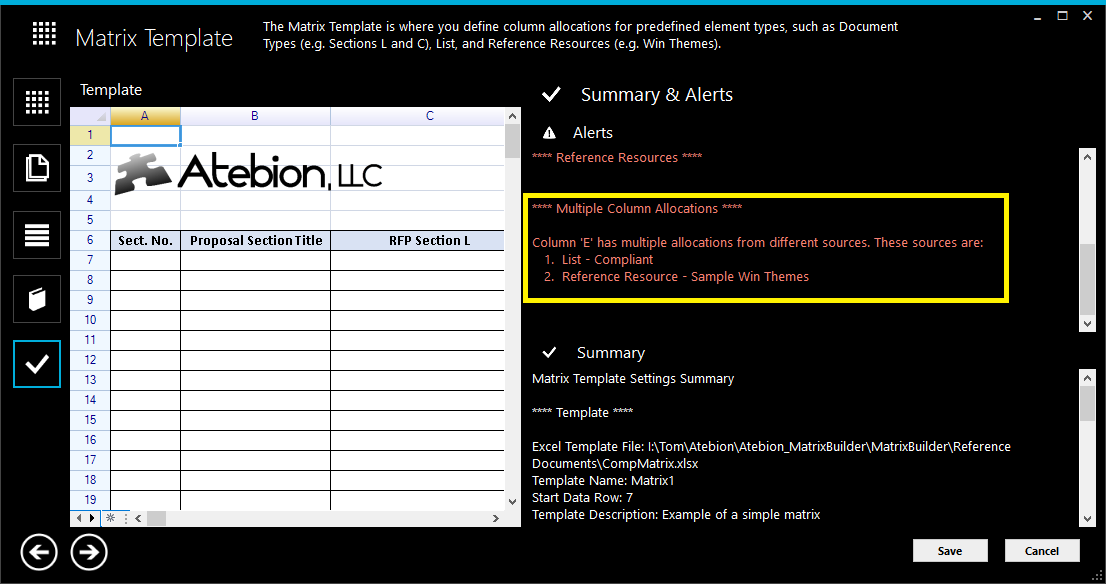 Matrix Template
The Matrix Template is where you define column allocations for predefined element types, such as Document
Types (e.g. Sections L and C), List, and Reference Resources (e.g. Win Themes).
Template
A B C
1
2
3
4
5
6
7
8
9
10
11
12
13
14
15
16
17
18
19
Atebion, LLC
Sect. No. Proposal Section Title RFP Section L
Summary & Alerts
Alerts
**** Reference Resources ****
**** Multiple Column Allocations ****
Column 'E' has multiple allocations from different sources. These sources are:
1. List - Compliant
2. Reference Resource - Sample Win Themes
Summary
Matrix Template Settings Summary
**** Template ****
Excel Template File: I:\Tom\Atebion\Atebion_MatrixBuilder\MatrixBuilder\Reference
Documents\CompMatrix.xlsx
Template Name: Matrix1
Start Data Row: 7
Template Description: Example of a simple matrix
Save Cancel